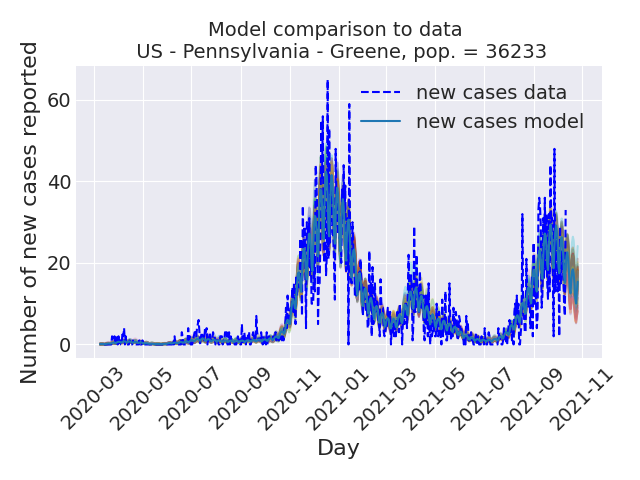 Model comparison to data
US - Pennsylvania - Greene, pop. = 36233
Number of new cases reported
60
40
20
0
new cases data
new cases model
2020-03
2020-05
2020-07
2020-09
2020-11
2021-01
2021-03
2021-05
2021-07
2021-09
2021-11
Day